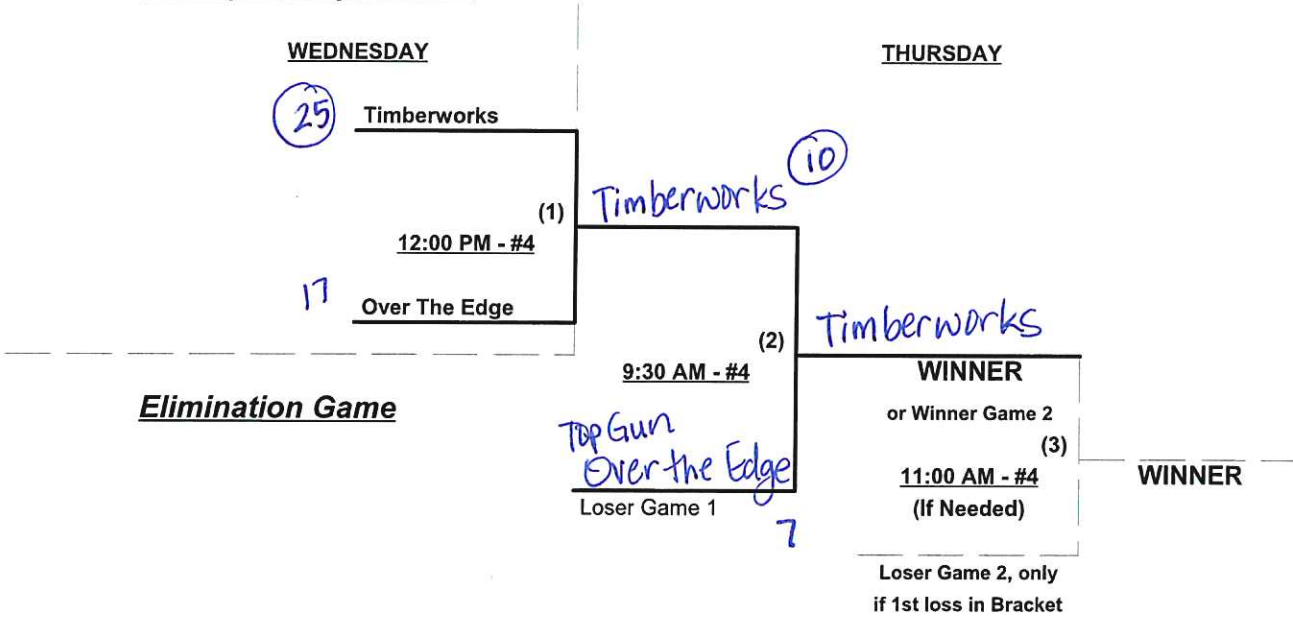 WEDNESDAY
THURSDAY
25
Timberworks
10
Timberworks
(1)
12:00 PM - #4
17
Over The Edge
Timberworks
(2)
9:30 AM - #4
WINNER
Elimination Game
or Winner Game 2
Top Gun
(3)
Over the Edge
11:00 AM - #4
WINNER
Loser Game 1
(If Needed)
7
Loser Game 2, only
if 1st loss in Bracket